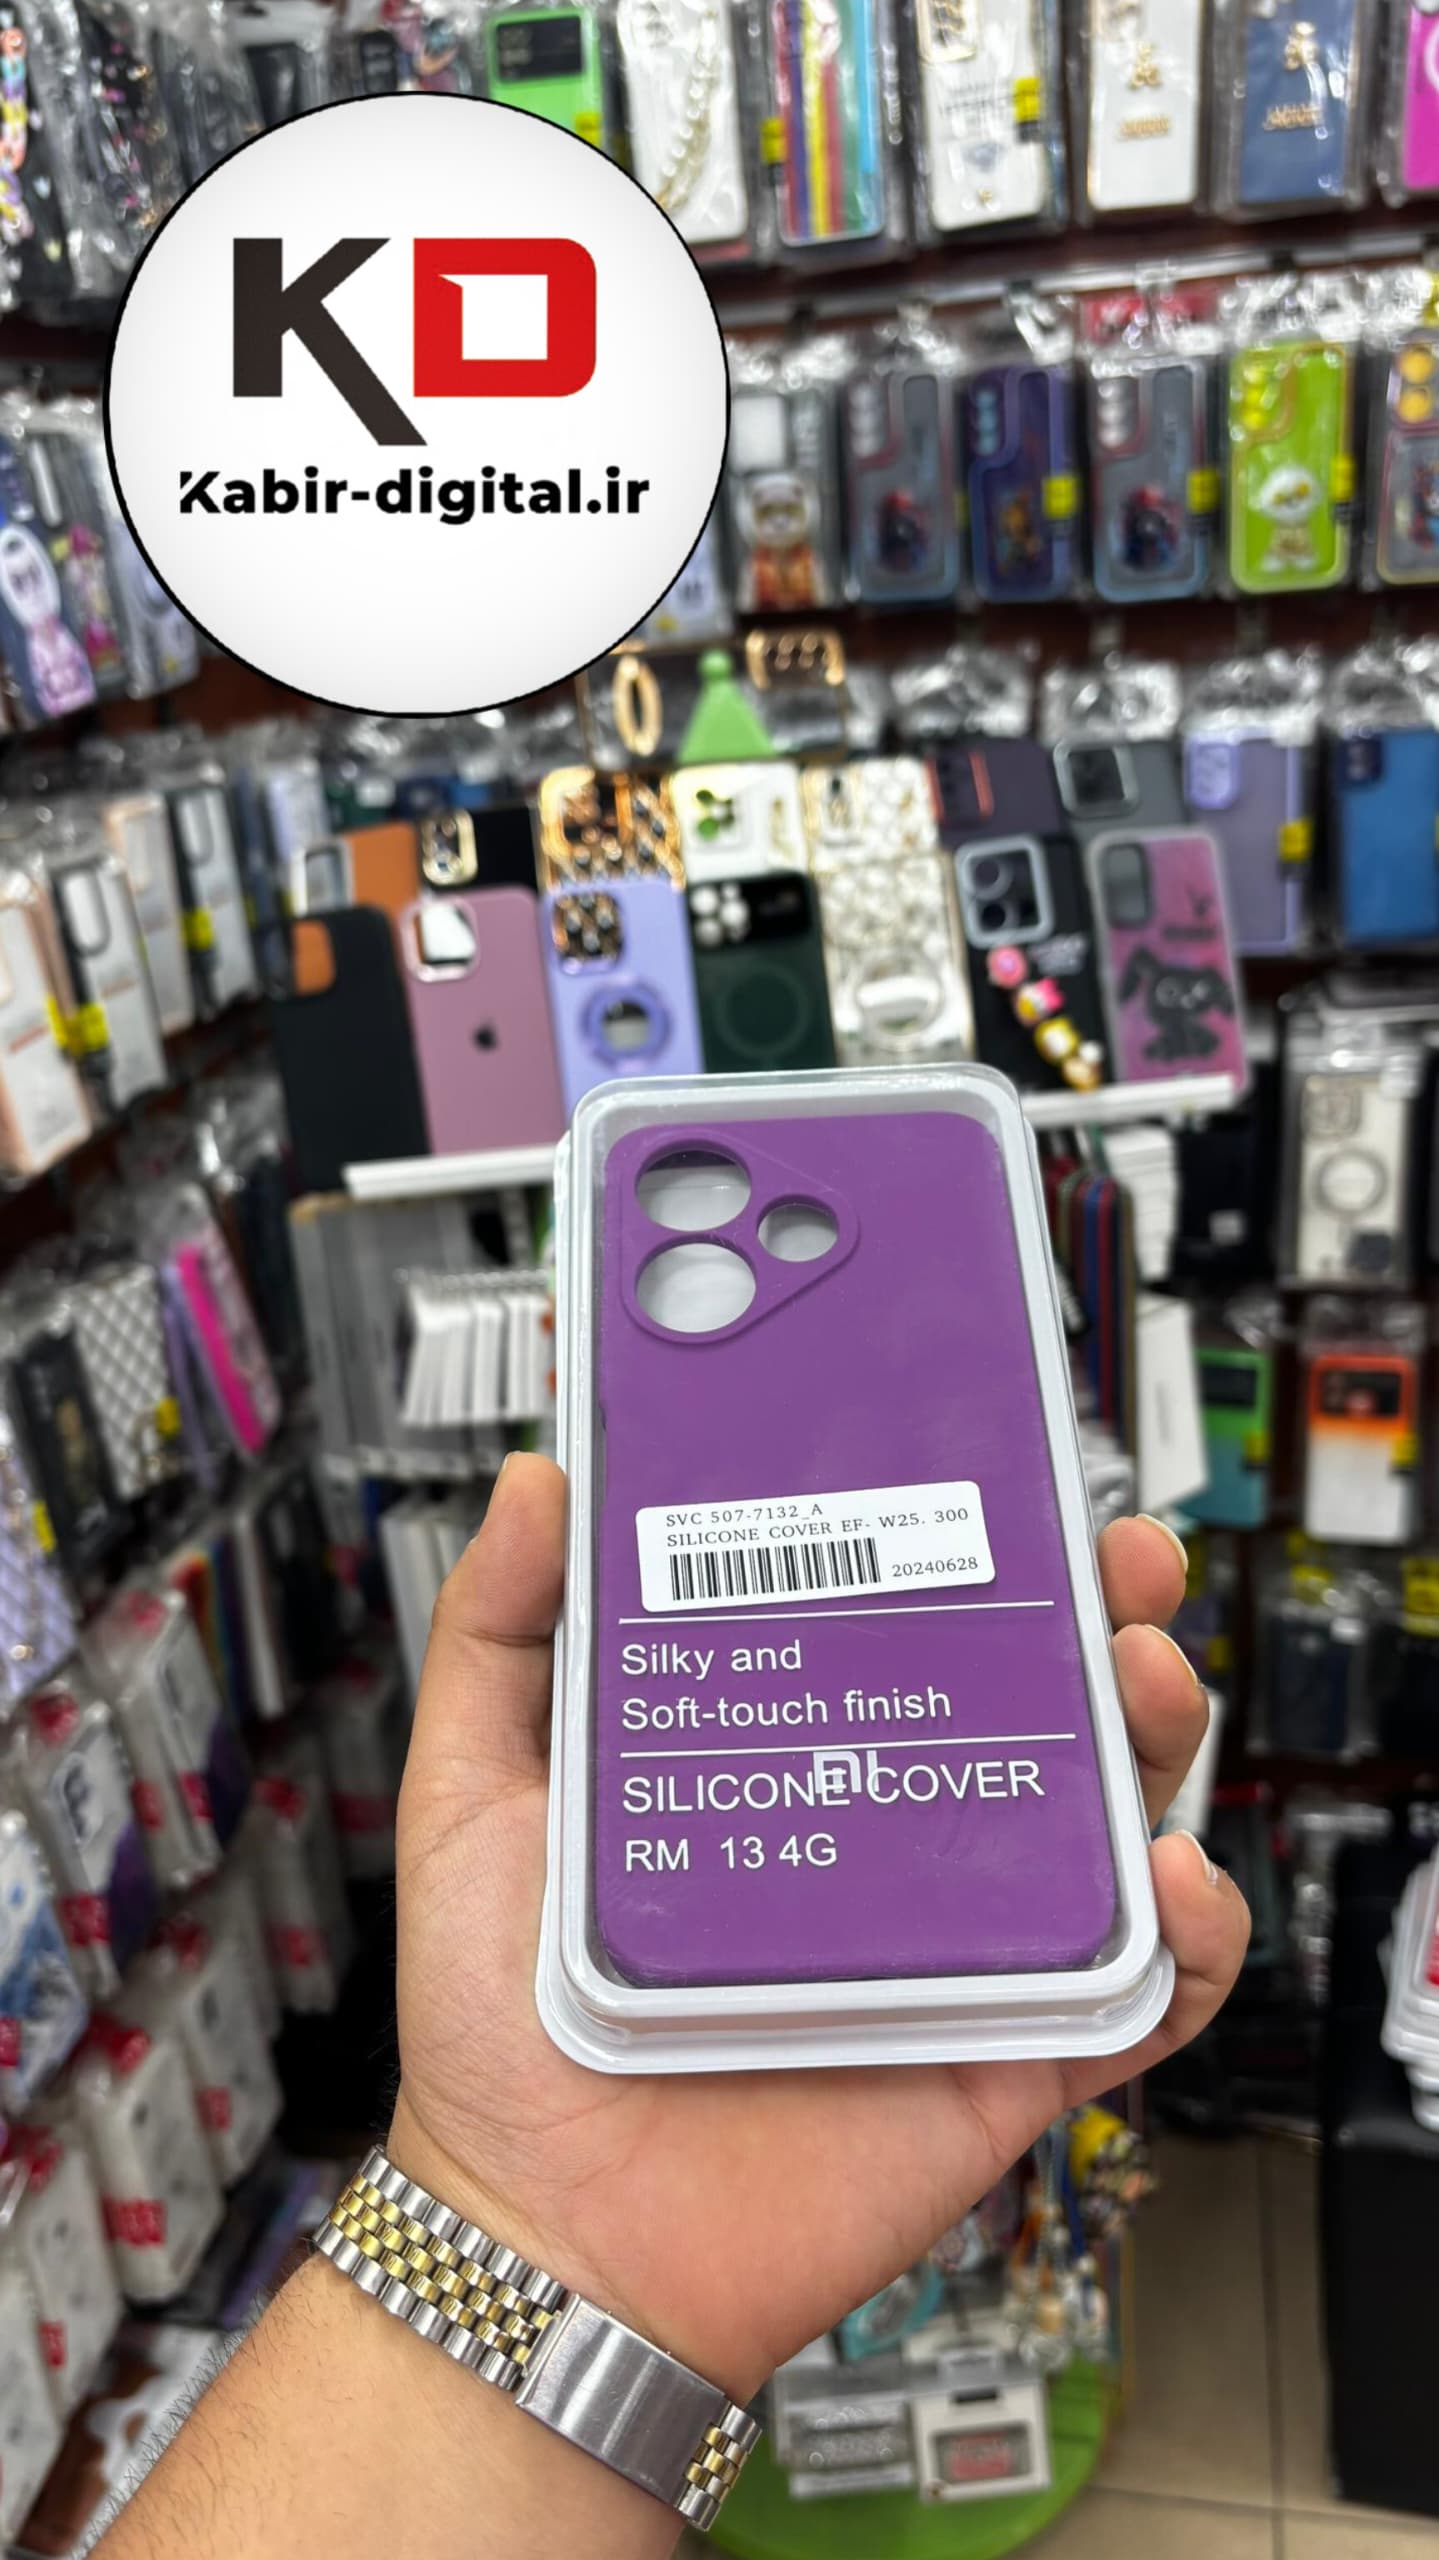 KD
Kabir-digital.ir
SVC 507-7132_A
SILICONE COVER EF- W25. 300
20240628
Silky and
Soft-touch finish
mi
SILICONE COVER
RM 13 4G